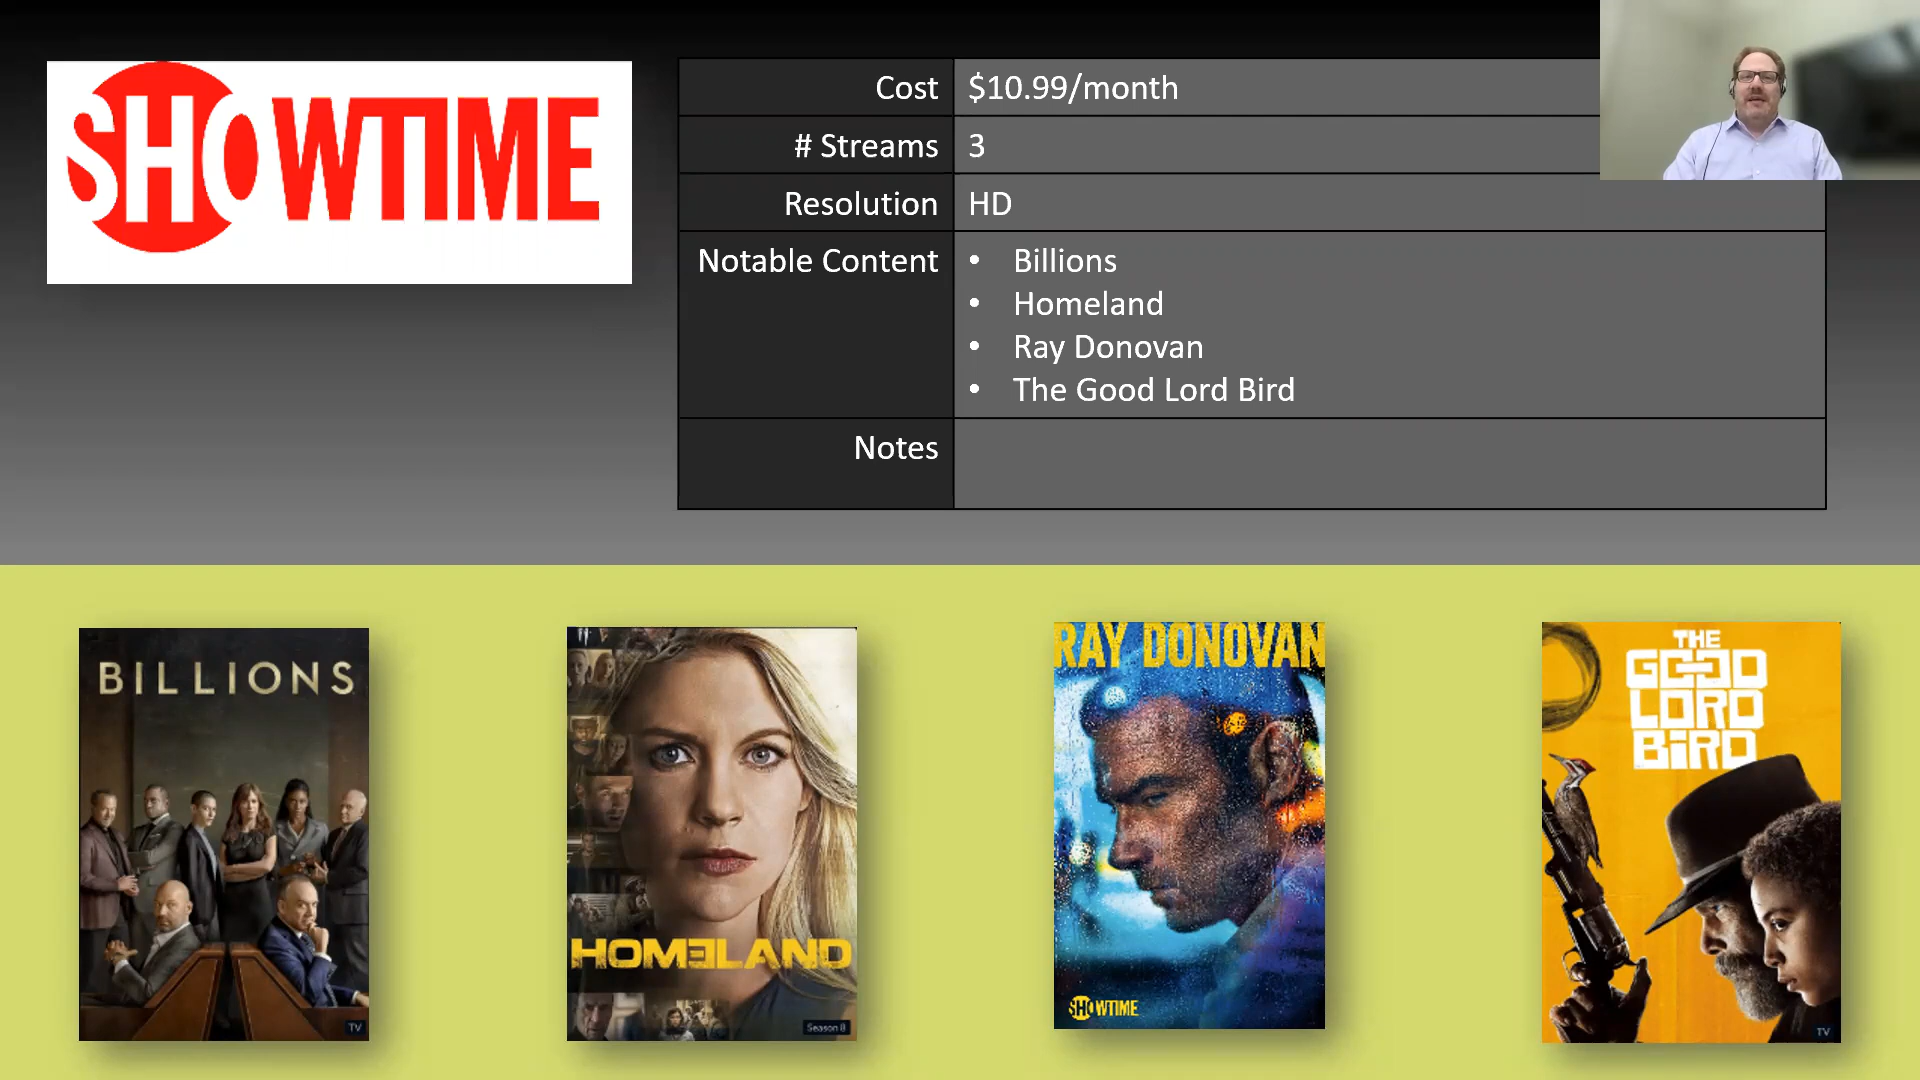 SHOWTIME
Cost $10.99/month
# Streams 3
Resolution HD
Notable Content • Billions
• Homeland
• Ray Donovan
• The Good Lord Bird
Notes
BILLIONS
TV
HOMELAND
Season 8
RAY DONOVAN
SHOWTIME
THE
GOOD
LORD
BiRD
TV